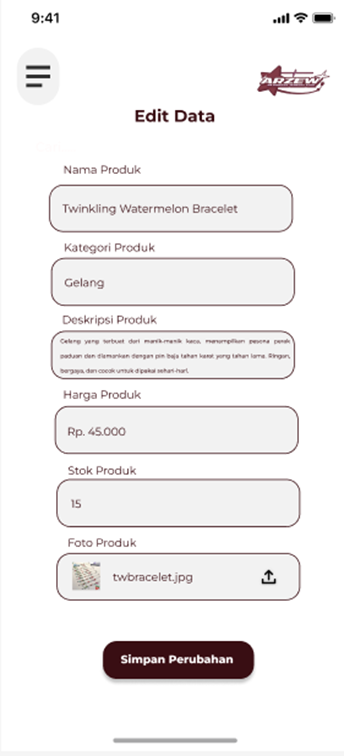 9:41
ARZEW
Edit Data
Nama Produk
Twinkling Watermelon Bracelet
Kategori Produk
Gelang
Deskripsi Produk
Gelang yang terbuat dari manik-manik kaca, menampilkan pesona perak
paduan dan diamankan dengan pin baja tahan karat yang tahan lama. Ringan,
bergaya, dan cocok untuk dipakai sehari-hari.
Harga Produk
Rp. 45.000
Stok Produk
15
Foto Produk
twbracelet.jpg
Simpan Perubahan